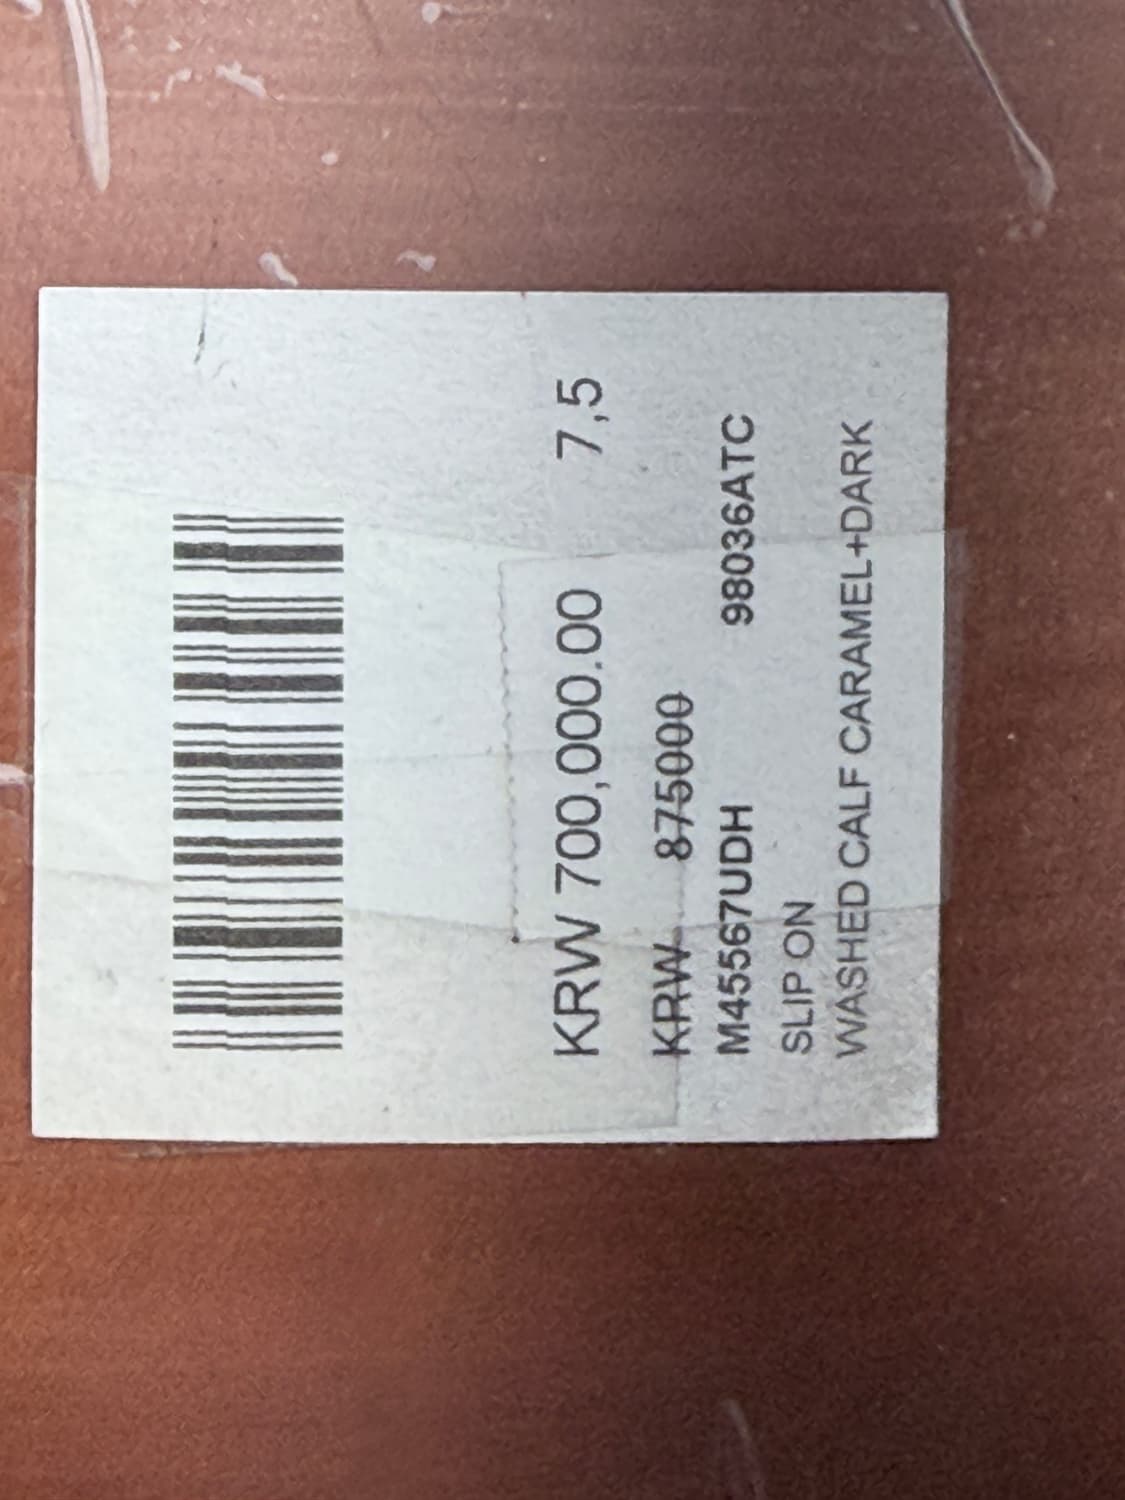 KRW 700,000.00 7,5
KRW 875000
M45567UDH 98036ATC
SLIP ON
WASHED CALF CARAMEL+DARK